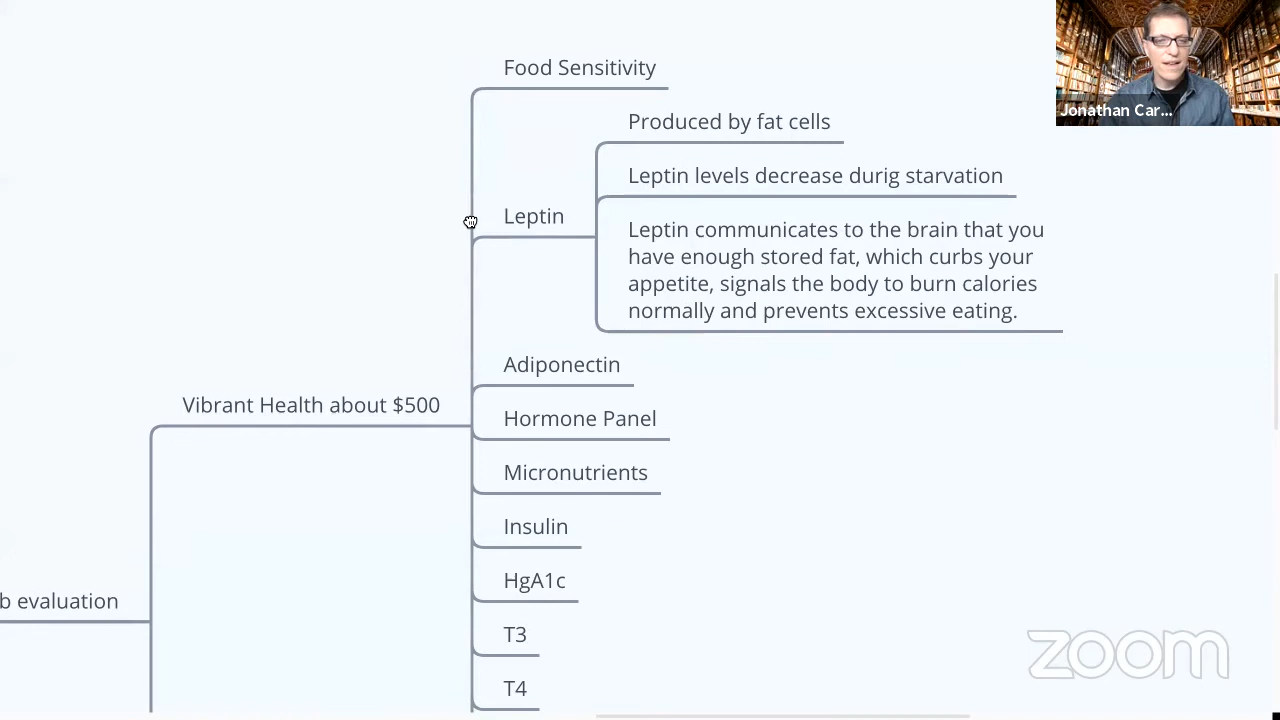 Food Sensitivity
Jonathan Car...
Produced by fat cells
Leptin levels decrease durig starvation
Leptin
Leptin communicates to the brain that you
have enough stored fat, which curbs your
appetite, signals the body to burn calories
normally and prevents excessive eating.
Adiponectin
Vibrant Health about $500
Hormone Panel
Micronutrients
Insulin
HgA1c
b evaluation
T3
T4
zoom